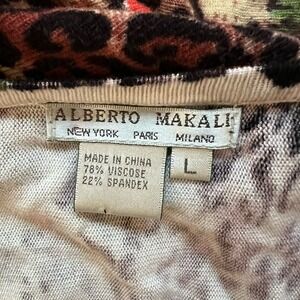 ALBERTO MAKALI
NEW YORK PARIS MILANO
MADE IN CHINA
78% VISCOSE
22% SPANDEX
L